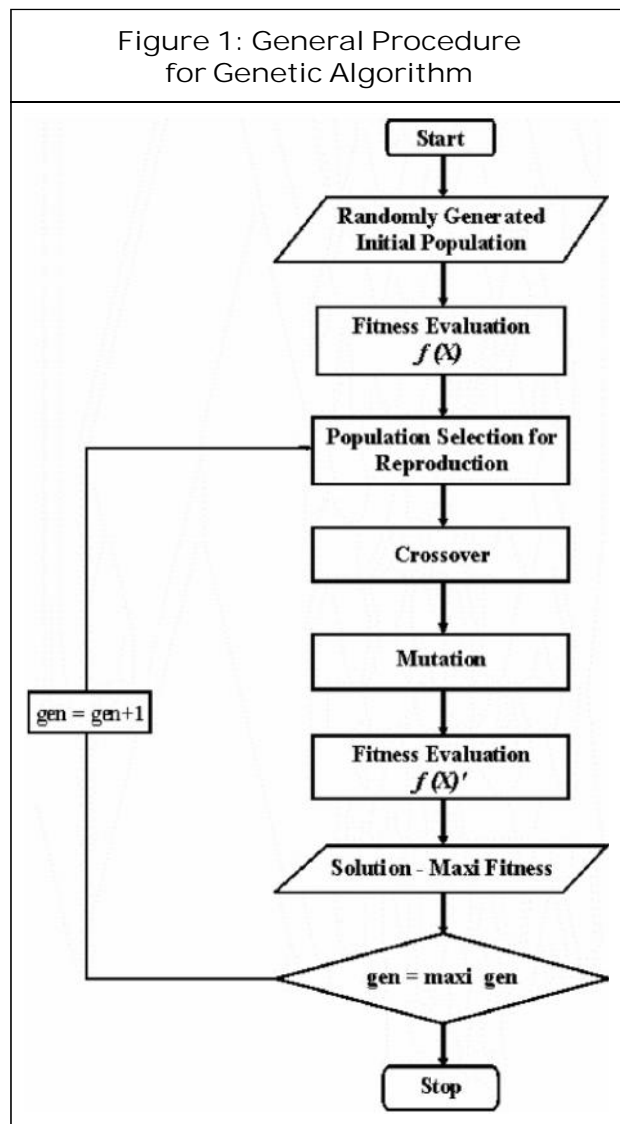 Figure 1: General Procedure
for Genetic Algorithm
Start
Randomly Generated
Initial Population
Fitness Evaluation
f (X)
Population Selection for
Reproduction
Crossover
Mutation
gen = gen+1
Fitness Evaluation
f (X)'
Solution - Maxi Fitness
gen = maxi gen
Stop